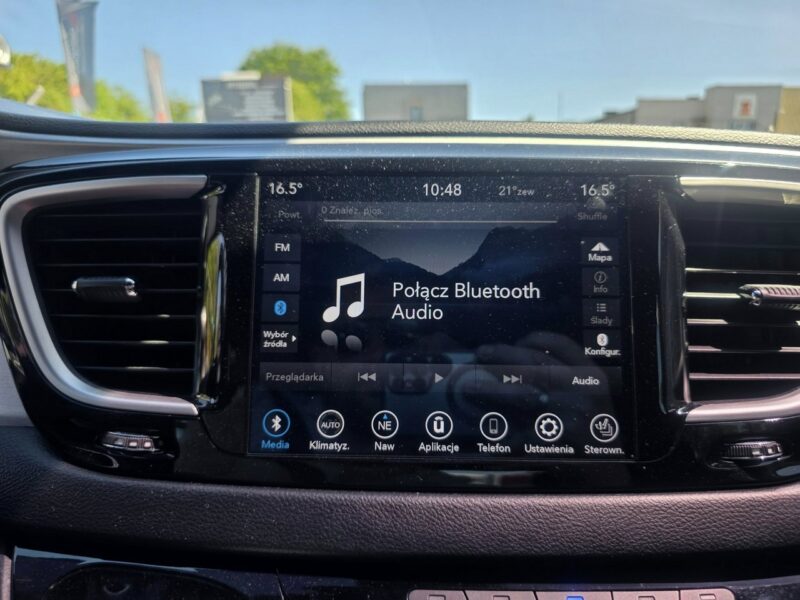 16.5°
10:48
21°zew
16.5°
Powt.
0 Znalez. pios.
Shuffle
FM
Mapa
AM
Info
Połącz Bluetooth
Audio
Ślady
Wybór
źródła
Konfigur.
Przeglądarka
Audio
AUTO
NE
ū
Media
Klimatyz.
Naw
Aplikacje
Telefon
Ustawienia
Sterown.